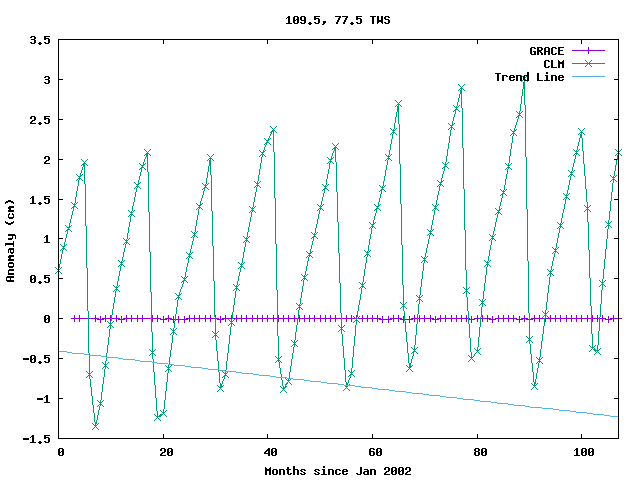 109.5, 77.5 TWS
GRACE
CLM
Trend Line
Anomaly (cm)
3.5
3
2.5
2
1.5
1
0.5
0
-0.5
-1
-1.5
0 20 40 60 80 100
Months since Jan 2002